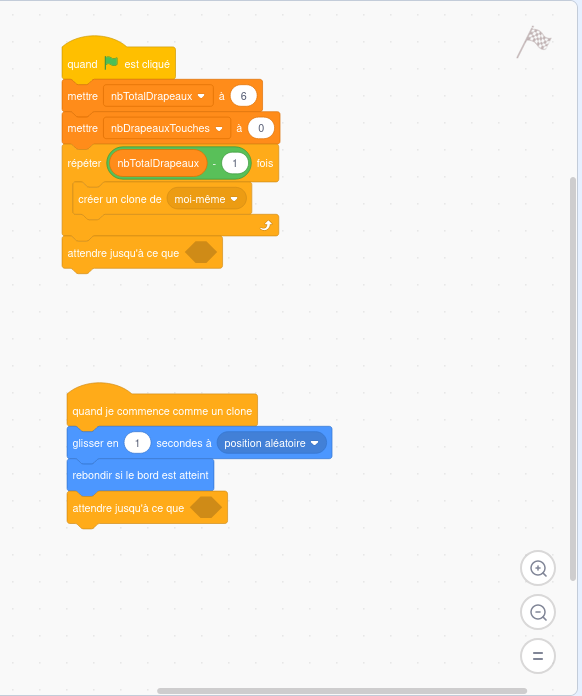 quand est cliqué
mettre nbTotalDrapeaux à 6
mettre nbDrapeauxTouches à 0
répéter nbTotalDrapeaux - 1 fois
créer un clone de moi-même
attendre jusqu'à ce que
quand je commence comme un clone
glisser en 1 secondes à position aléatoire
rebondir si le bord est atteint
attendre jusqu'à ce que